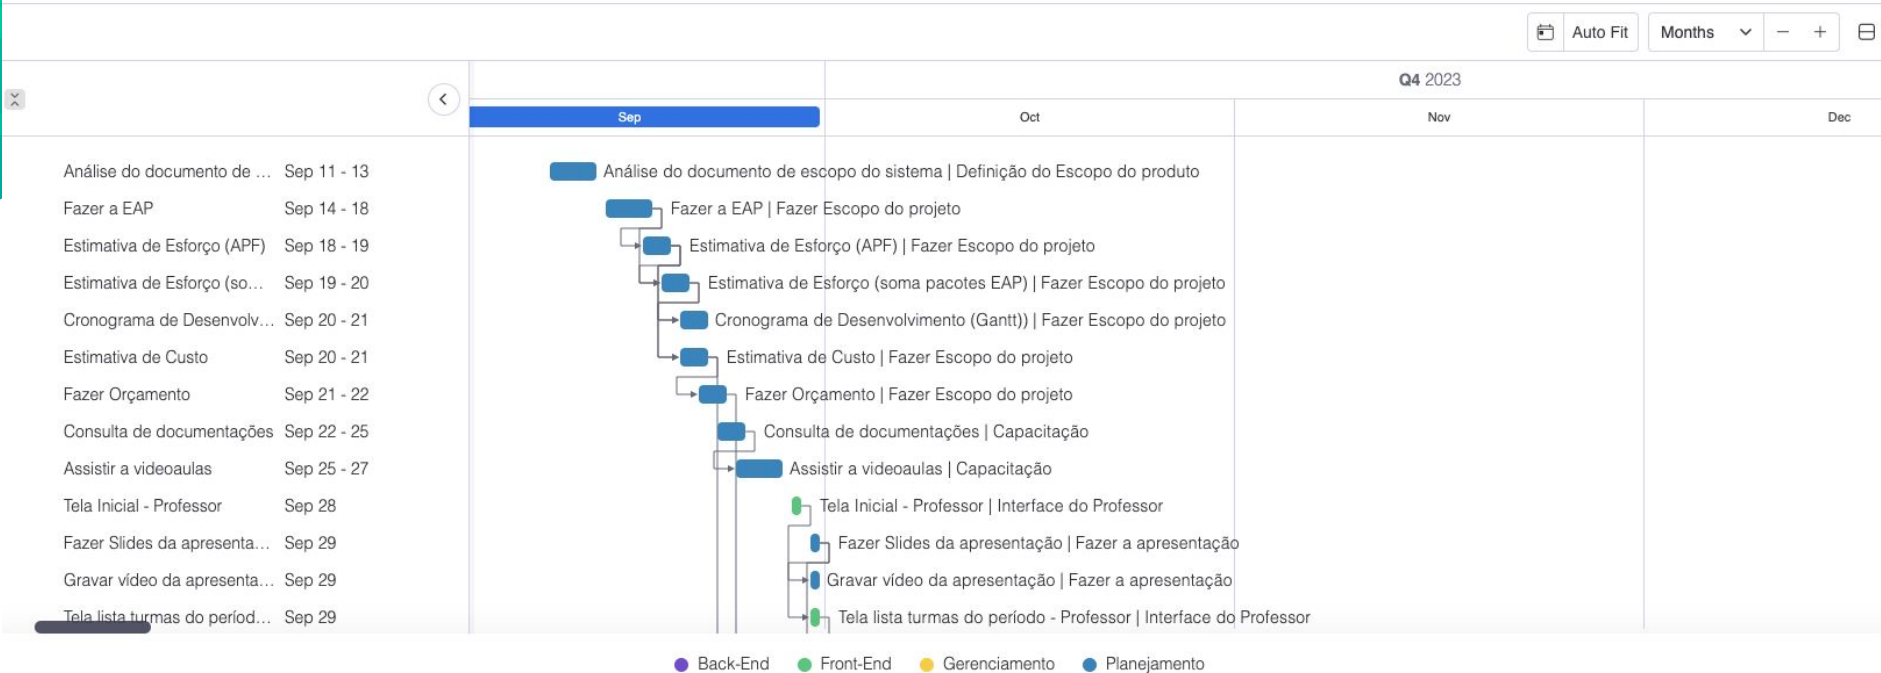 Auto Fit Months − +
Q4 2023
Sep Oct Nov Dec
Análise do documento de ... Sep 11 - 13 Análise do documento de escopo do sistema | Definição do Escopo do produto
Fazer a EAP Sep 14 - 18 Fazer a EAP | Fazer Escopo do projeto
Estimativa de Esforço (APF) Sep 18 - 19 Estimativa de Esforço (APF) | Fazer Escopo do projeto
Estimativa de Esforço (so... Sep 19 - 20 Estimativa de Esforço (soma pacotes EAP) | Fazer Escopo do projeto
Cronograma de Desenvolv... Sep 20 - 21 Cronograma de Desenvolvimento (Gantt)) | Fazer Escopo do projeto
Estimativa de Custo Sep 20 - 21 Estimativa de Custo | Fazer Escopo do projeto
Fazer Orçamento Sep 21 - 22 Fazer Orçamento | Fazer Escopo do projeto
Consulta de documentações Sep 22 - 25 Consulta de documentações | Capacitação
Assistir a videoaulas Sep 25 - 27 Assistir a videoaulas | Capacitação
Tela Inicial - Professor Sep 28 Tela Inicial - Professor | Interface do Professor
Fazer Slides da apresenta... Sep 29 Fazer Slides da apresentação | Fazer a apresentação
Gravar vídeo da apresenta... Sep 29 Gravar vídeo da apresentação | Fazer a apresentação
Tela lista turmas do períod... Sep 29 Tela lista turmas do período - Professor | Interface do Professor
Back-End Front-End Gerenciamento Planejamento